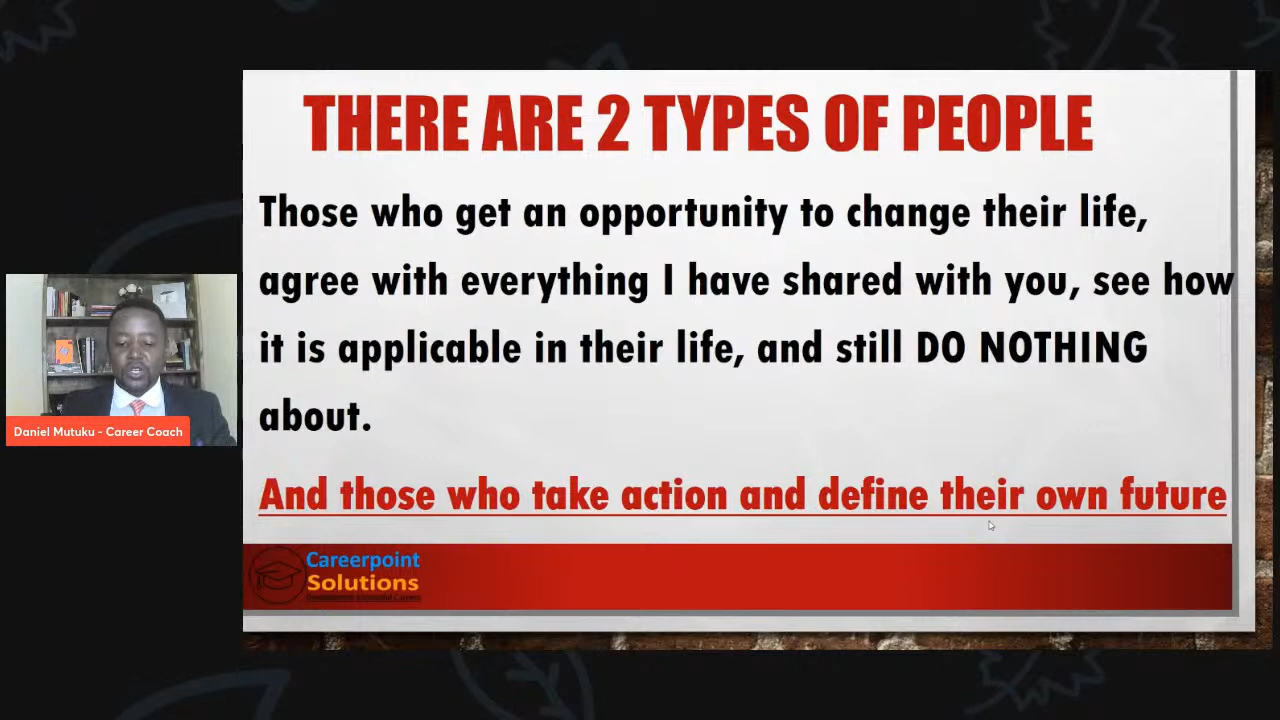 THERE ARE 2 TYPES OF PEOPLE
Those who get an opportunity to change their life,
agree with everything I have shared with you, see how
it is applicable in their life, and still DO NOTHING
about.
And those who take action and define their own future
Daniel Mutuku - Career Coach
Careerpoint
Solutions